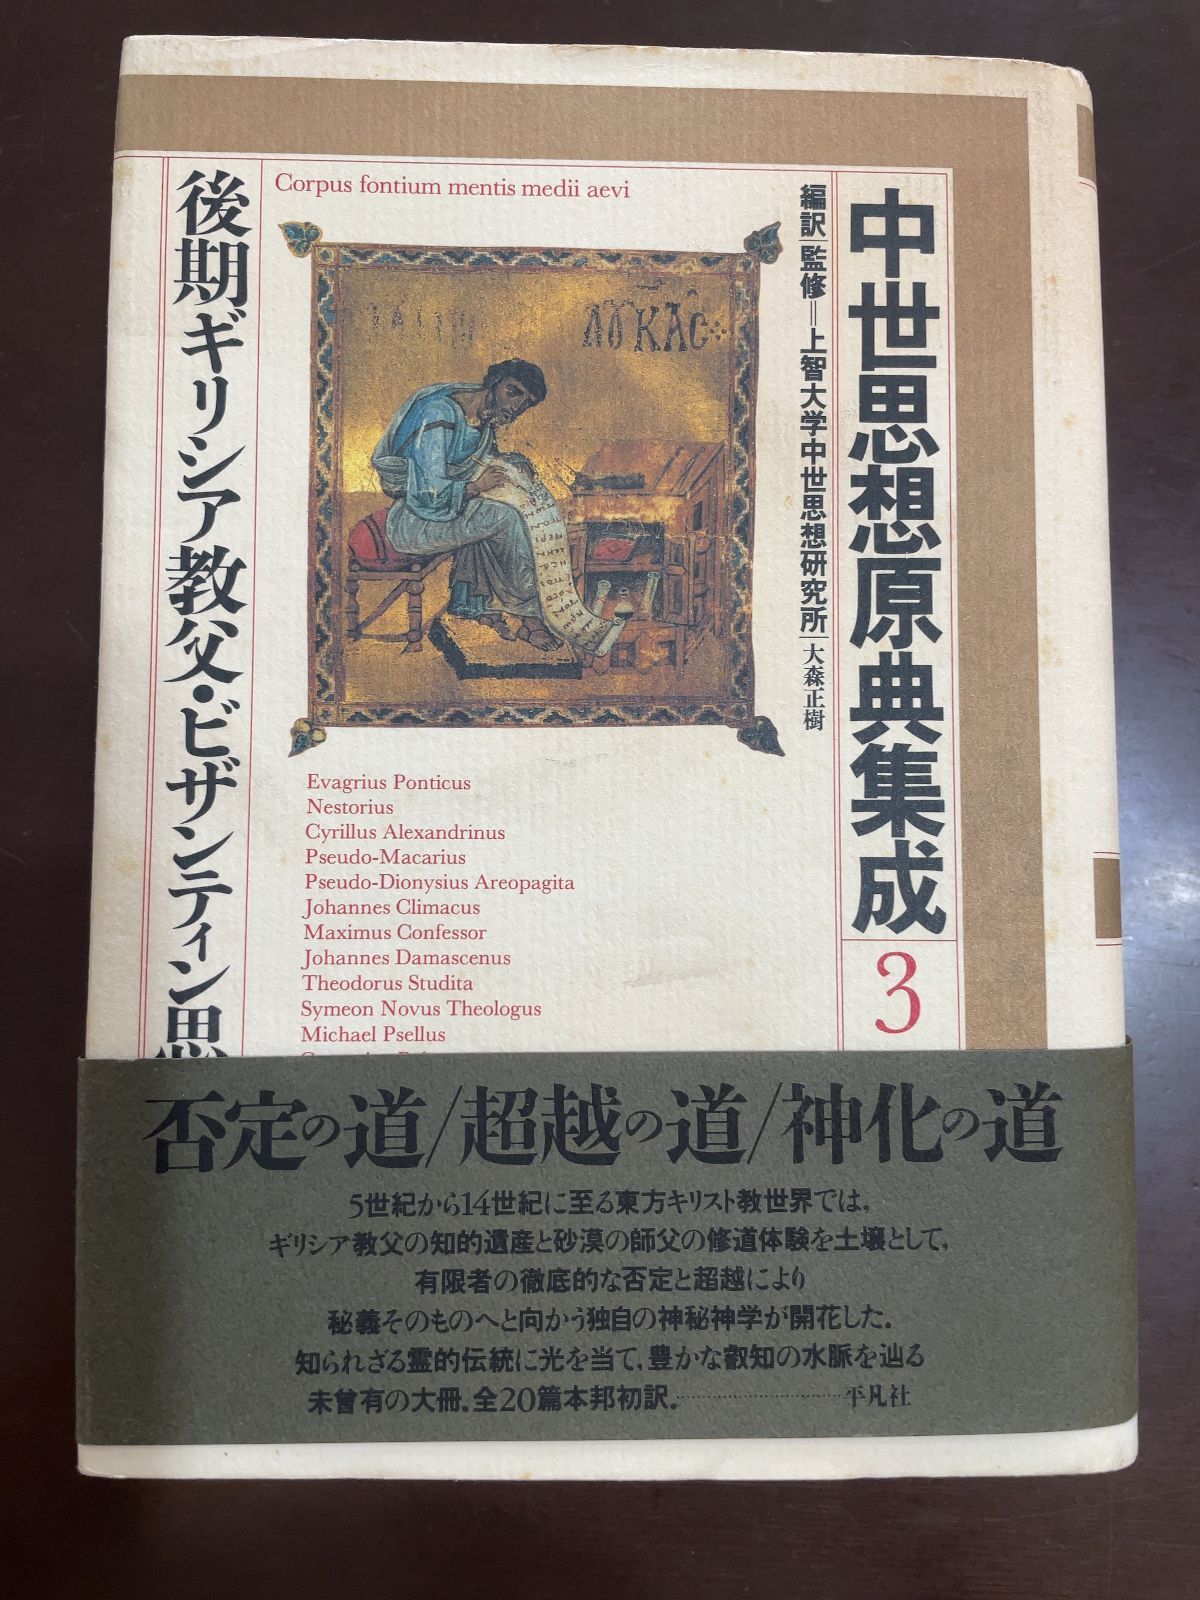 中世思想原典集成
3
編訳|監修=上智大学中世思想研究所|大森正樹
Corpus fontium mentis medii aevi
ΛΟΥΚΑC
後期ギリシア教父・ビザンティン思
Evagrius Ponticus
Nestorius
Cyrillus Alexandrinus
Pseudo-Macarius
Pseudo-Dionysius Areopagita
Johannes Climacus
Maximus Confessor
Johannes Damascenus
Theodorus Studita
Symeon Novus Theologus
Michael Psellus
否定の道/超越の道/神化の道
5世紀から14世紀に至る東方キリスト教世界では,
ギリシア教父の知的遺産と砂漠の師父の修道体験を土壌として,
有限者の徹底的な否定と超越により
秘義そのものへと向かう独自の神秘神学が開花した.
知られざる霊的伝統に光を当て,豊かな叡知の水脈を辿る
未曾有の大冊.全20篇本邦初訳.…………平凡社